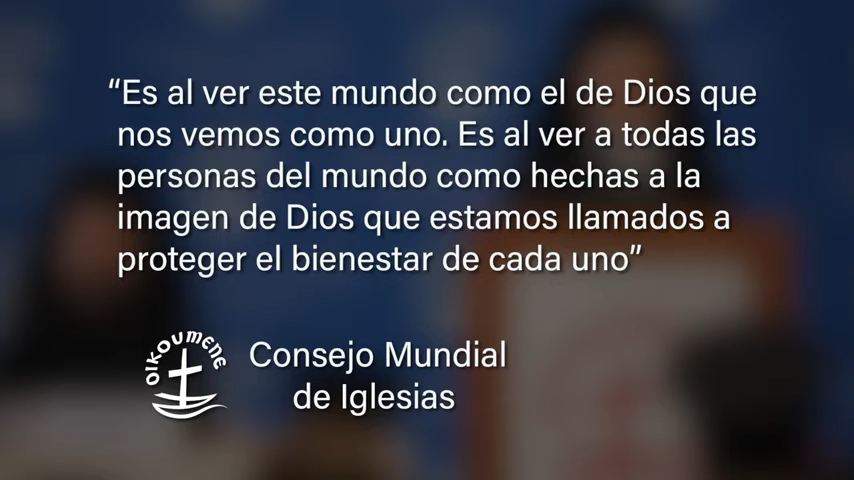 “Es al ver este mundo como el de Dios que
nos vemos como uno. Es al ver a todas las
personas del mundo como hechas a la
imagen de Dios que estamos llamados a
proteger el bienestar de cada uno”
OIKOUMENE
Consejo Mundial
de Iglesias